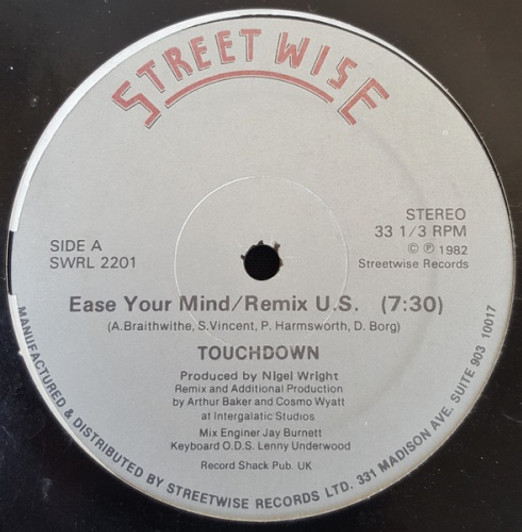 STREETWISE
SIDE A
SWRL 2201
STEREO
33 1/3 RPM
© ℗ 1982
Streetwise Records
Ease Your Mind/Remix U.S. (7:30)
(A.Braithwithe, S.Vincent, P. Harmsworth, D. Borg)
TOUCHDOWN
Produced by Nigel Wright
Remix and Additional Production
by Arthur Baker and Cosmo Wyatt
at Intergalatic Studios
Mix Enginer Jay Burnett
Keyboard O.D.S. Lenny Underwood
Record Shack Pub. UK
MANUFACTURED & DISTRIBUTED BY STREETWISE RECORDS LTD. 331 MADISON AVE. SUITE 903 10017